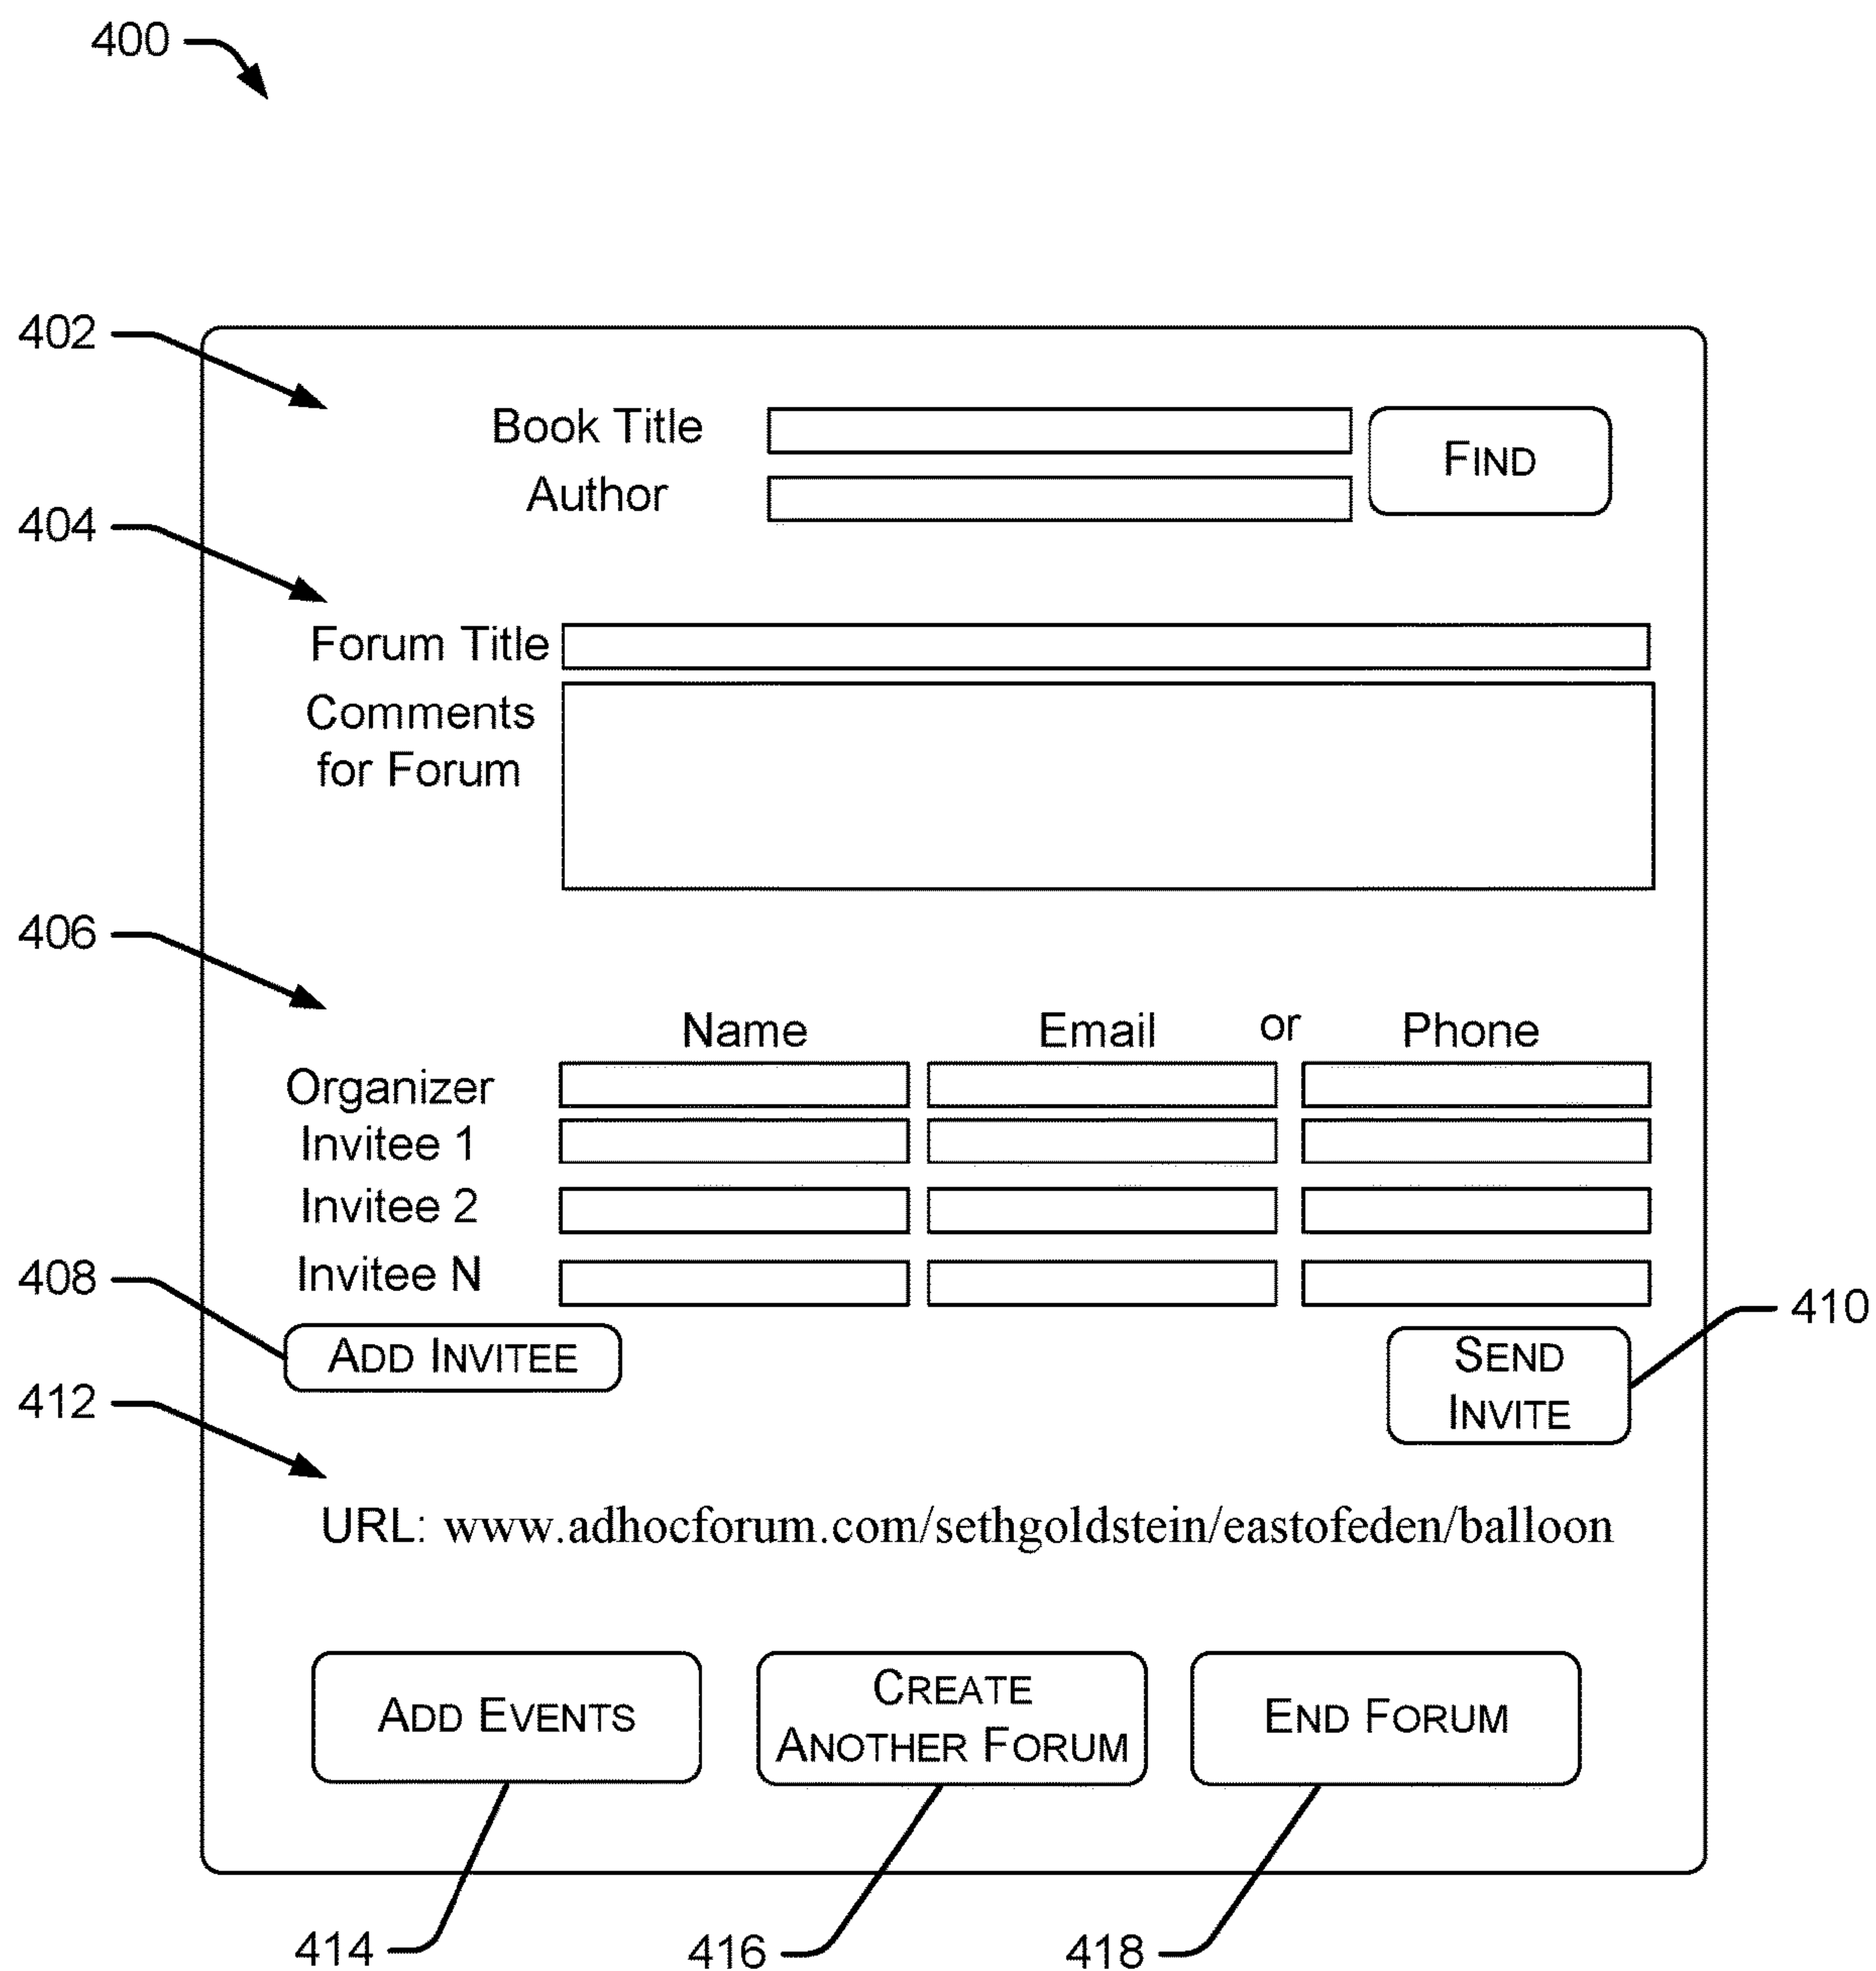 400
402
Book Title
FIND
Author
404
Forum Title
Comments
for Forum
406
Name Email or Phone
Organizer
Invitee 1
Invitee 2
Invitee N
408
410
ADD INVITEE
SEND
INVITE
412
URL: www.adhocforum.com/sethgoldstein/eastofeden/balloon
ADD EVENTS
CREATE
ANOTHER FORUM
END FORUM
414
416
418